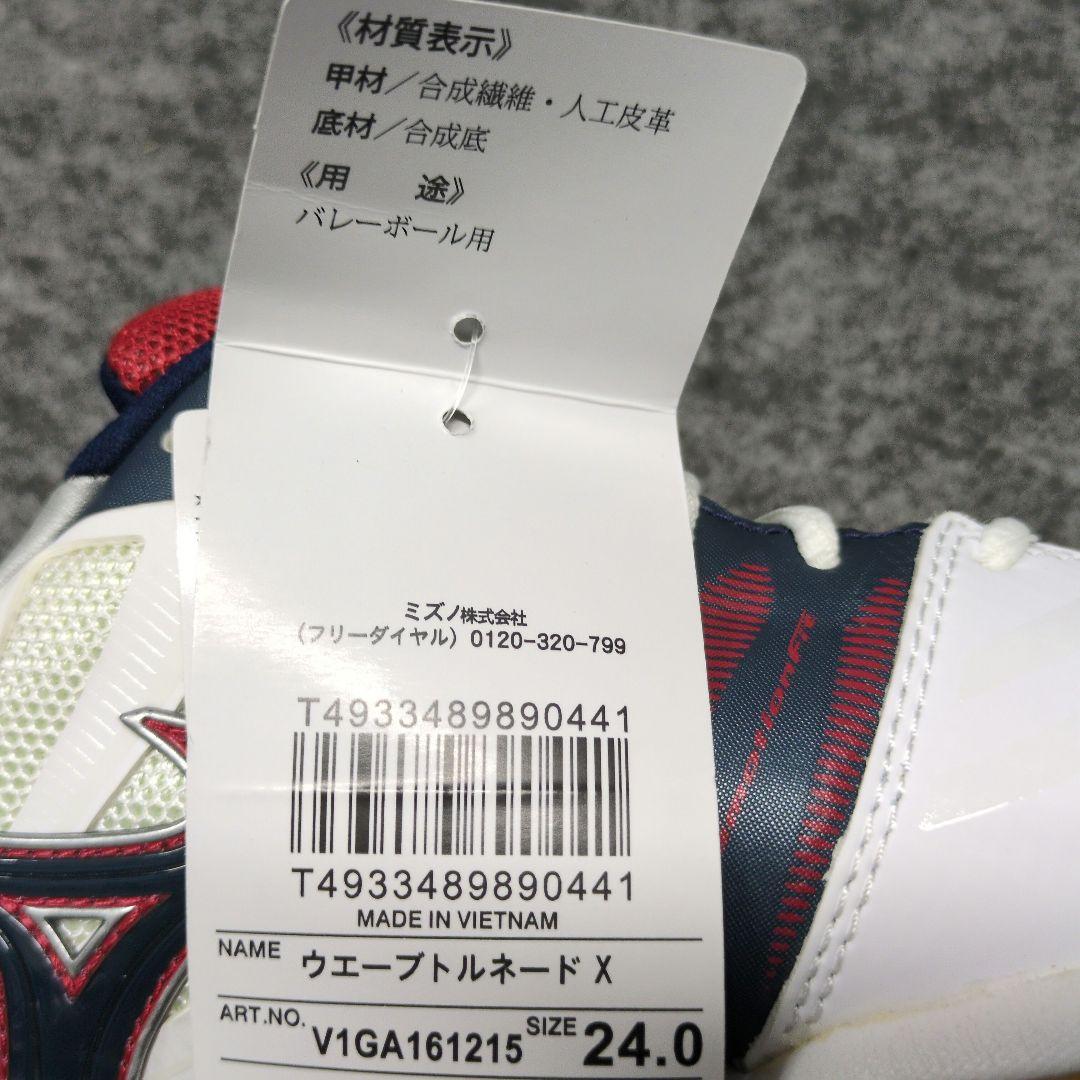 《材質表示》
甲材／合成繊維・人工皮革
底材／合成底
《用　途》
バレーボール用
ミズノ株式会社
（フリーダイヤル）0120-320-799
T4933489890441
T4933489890441
MADE IN VIETNAM
NAME ウエーブトルネード X
ART.NO. V1GA161215 SIZE 24.0